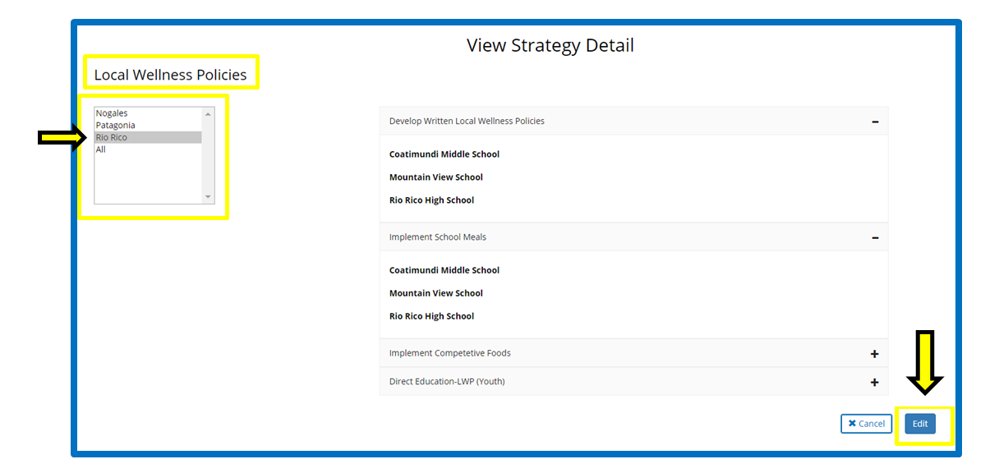 View Strategy Detail
Local Wellness Policies
Nogales
Patagonia
Rio Rico
All
Develop Written Local Wellness Policies
Coatimundi Middle School
Mountain View School
Rio Rico High School
Implement School Meals
Coatimundi Middle School
Mountain View School
Rio Rico High School
Implement Competetive Foods
Direct Education-LWP (Youth)
Cancel
Edit